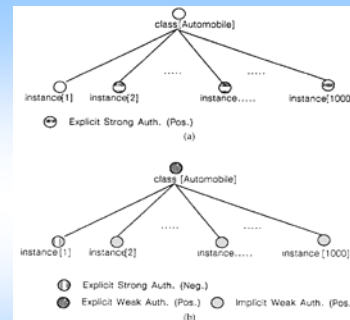 class [Automobile]
.....
.....
instance[1]
instance[2]
instance.....
instance[1000]
Explicit Strong Auth. (Pos.)
(a)
class [Automobile]
.....
.....
instance[1]
instance[2]
instance.....
instance [1000]
Explicit Strong Auth. (Neg.)
Explicit Weak Auth. (Pos.)
Implicit Weak Auth. (Pos.
(b)